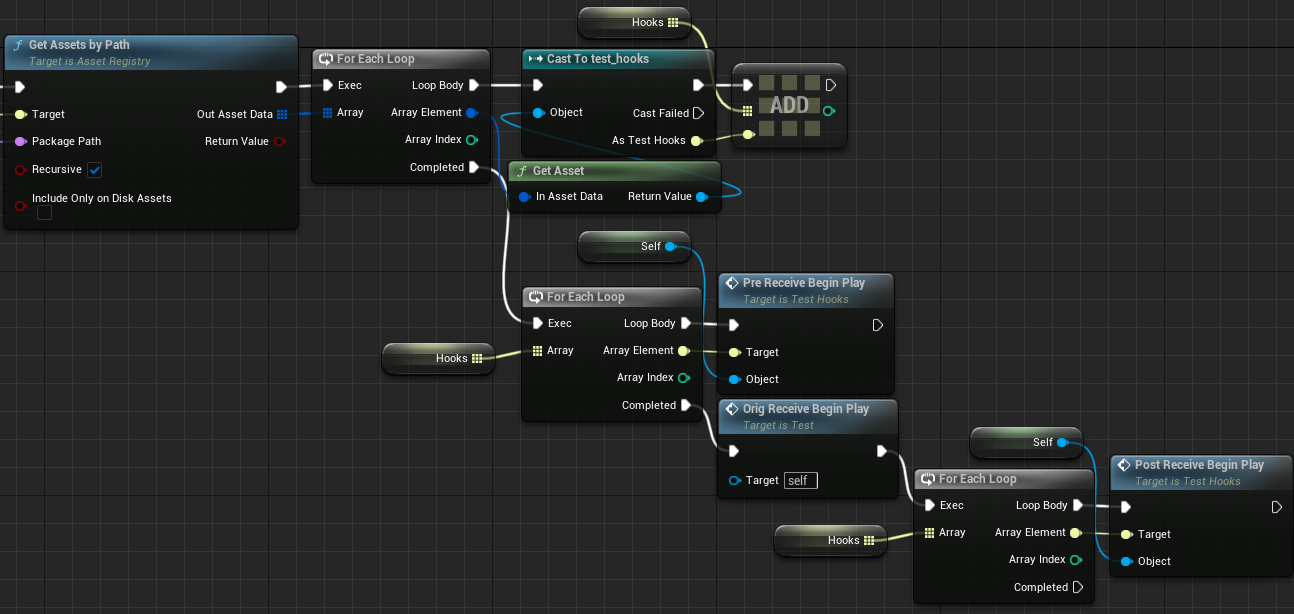 Hooks
Get Assets by Path
Target is Asset Registry
Target
Package Path
Recursive
Include Only on Disk Assets
Out Asset Data
Return Value
For Each Loop
Exec
Array
Loop Body
Array Element
Array Index
Completed
Cast To test_hooks
Object
Cast Failed
As Test Hooks
ADD
Get Asset
In Asset Data
Return Value
Self
For Each Loop
Exec
Array
Loop Body
Array Element
Array Index
Completed
Hooks
Pre Receive Begin Play
Target is Test Hooks
Target
Object
Orig Receive Begin Play
Target is Test
Target self
Self
For Each Loop
Exec
Array
Loop Body
Array Element
Array Index
Completed
Hooks
Post Receive Begin Play
Target is Test Hooks
Target
Object